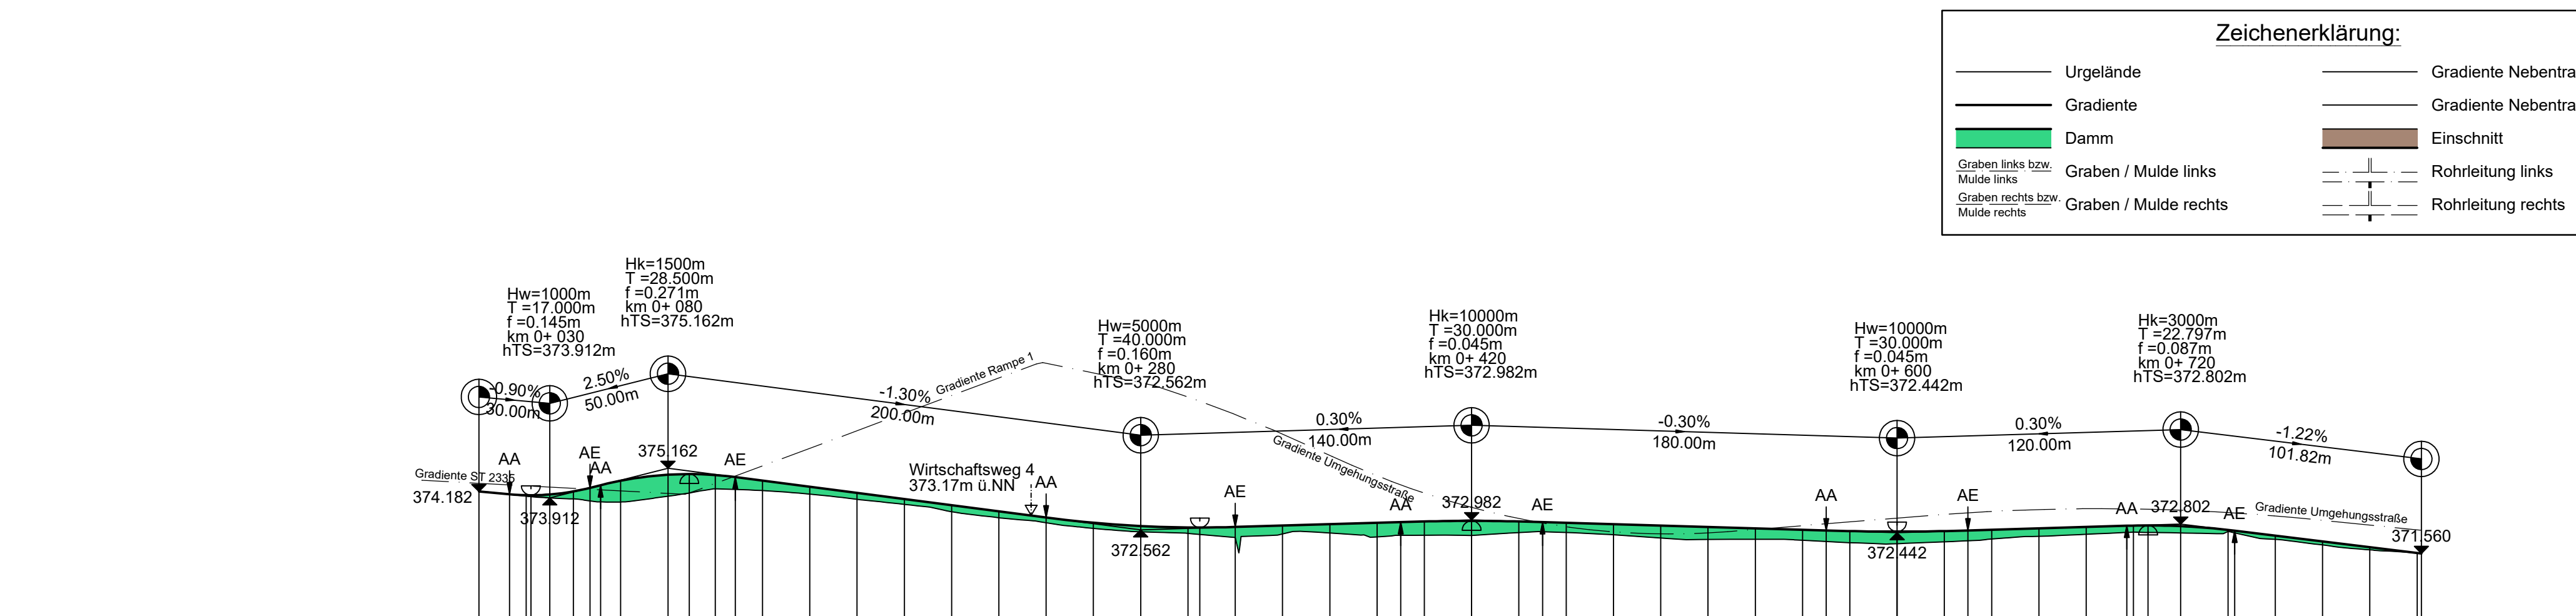 Zeichenerklärung:
Urgelände
Gradiente
Damm
Graben links bzw.
Mulde links
Graben / Mulde links
Graben rechts bzw.
Mulde rechts
Graben / Mulde rechts
Gradiente Nebentra
Gradiente Nebentra
Einschnitt
Rohrleitung links
Rohrleitung rechts
Hw=1000m
T =17.000m
f =0.145m
km 0+ 030
hTS=373.912m
Hk=1500m
T =28.500m
f =0.271m
km 0+ 080
hTS=375.162m
Hw=5000m
T =40.000m
f =0.160m
km 0+ 280
hTS=372.562m
Hk=10000m
T =30.000m
f =0.045m
km 0+ 420
hTS=372.982m
Hw=10000m
T =30.000m
f =0.045m
km 0+ 600
hTS=372.442m
Hk=3000m
T =22.797m
f =0.087m
km 0+ 720
hTS=372.802m
-0.90%
30.00m
2.50%
50.00m
-1.30%
200.00m
Gradiente Rampe 1
0.30%
140.00m
-0.30%
180.00m
0.30%
120.00m
-1.22%
101.82m
Gradiente ST 2335
374.182
AA
373.912
AE
AA
375.162
AE
Wirtschaftsweg 4
373.17m ü.NN
AA
372.562
AE
Gradiente Umgehungsstraße
AA
372.982
AE
AA
372.442
AE
AA
372.802
AE
Gradiente Umgehungsstraße
371.560